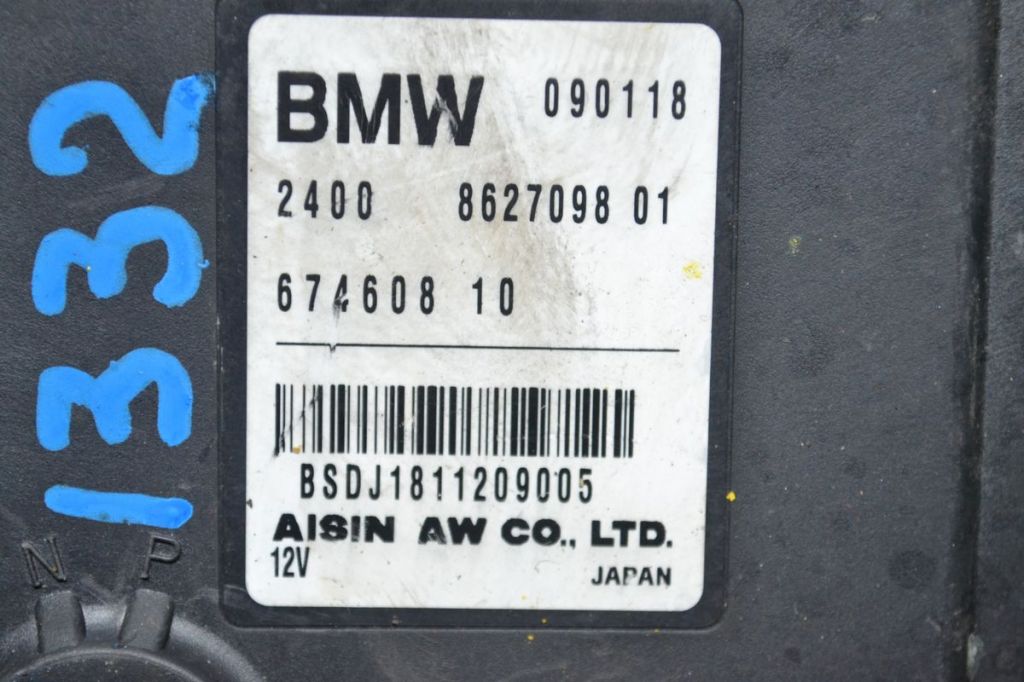 1332
BMW 090118
2400 8627098 01
674608 10
BSDJ1811209005
AISIN AW CO., LTD.
12V JAPAN
N P